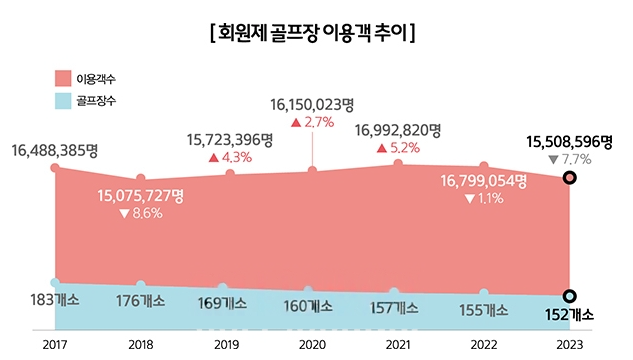 [ 회원제 골프장 이용객 추이 ]
이용객수
골프장수
16,488,385명
15,075,727명
▼ 8.6%
15,723,396명
▲ 4.3%
16,150,023명
▲ 2.7%
16,992,820명
▲ 5.2%
16,799,054명
▼ 1.1%
15,508,596명
▼ 7.7%
183개소
176개소
169개소
160개소
157개소
155개소
152개소
2017
2018
2019
2020
2021
2022
2023